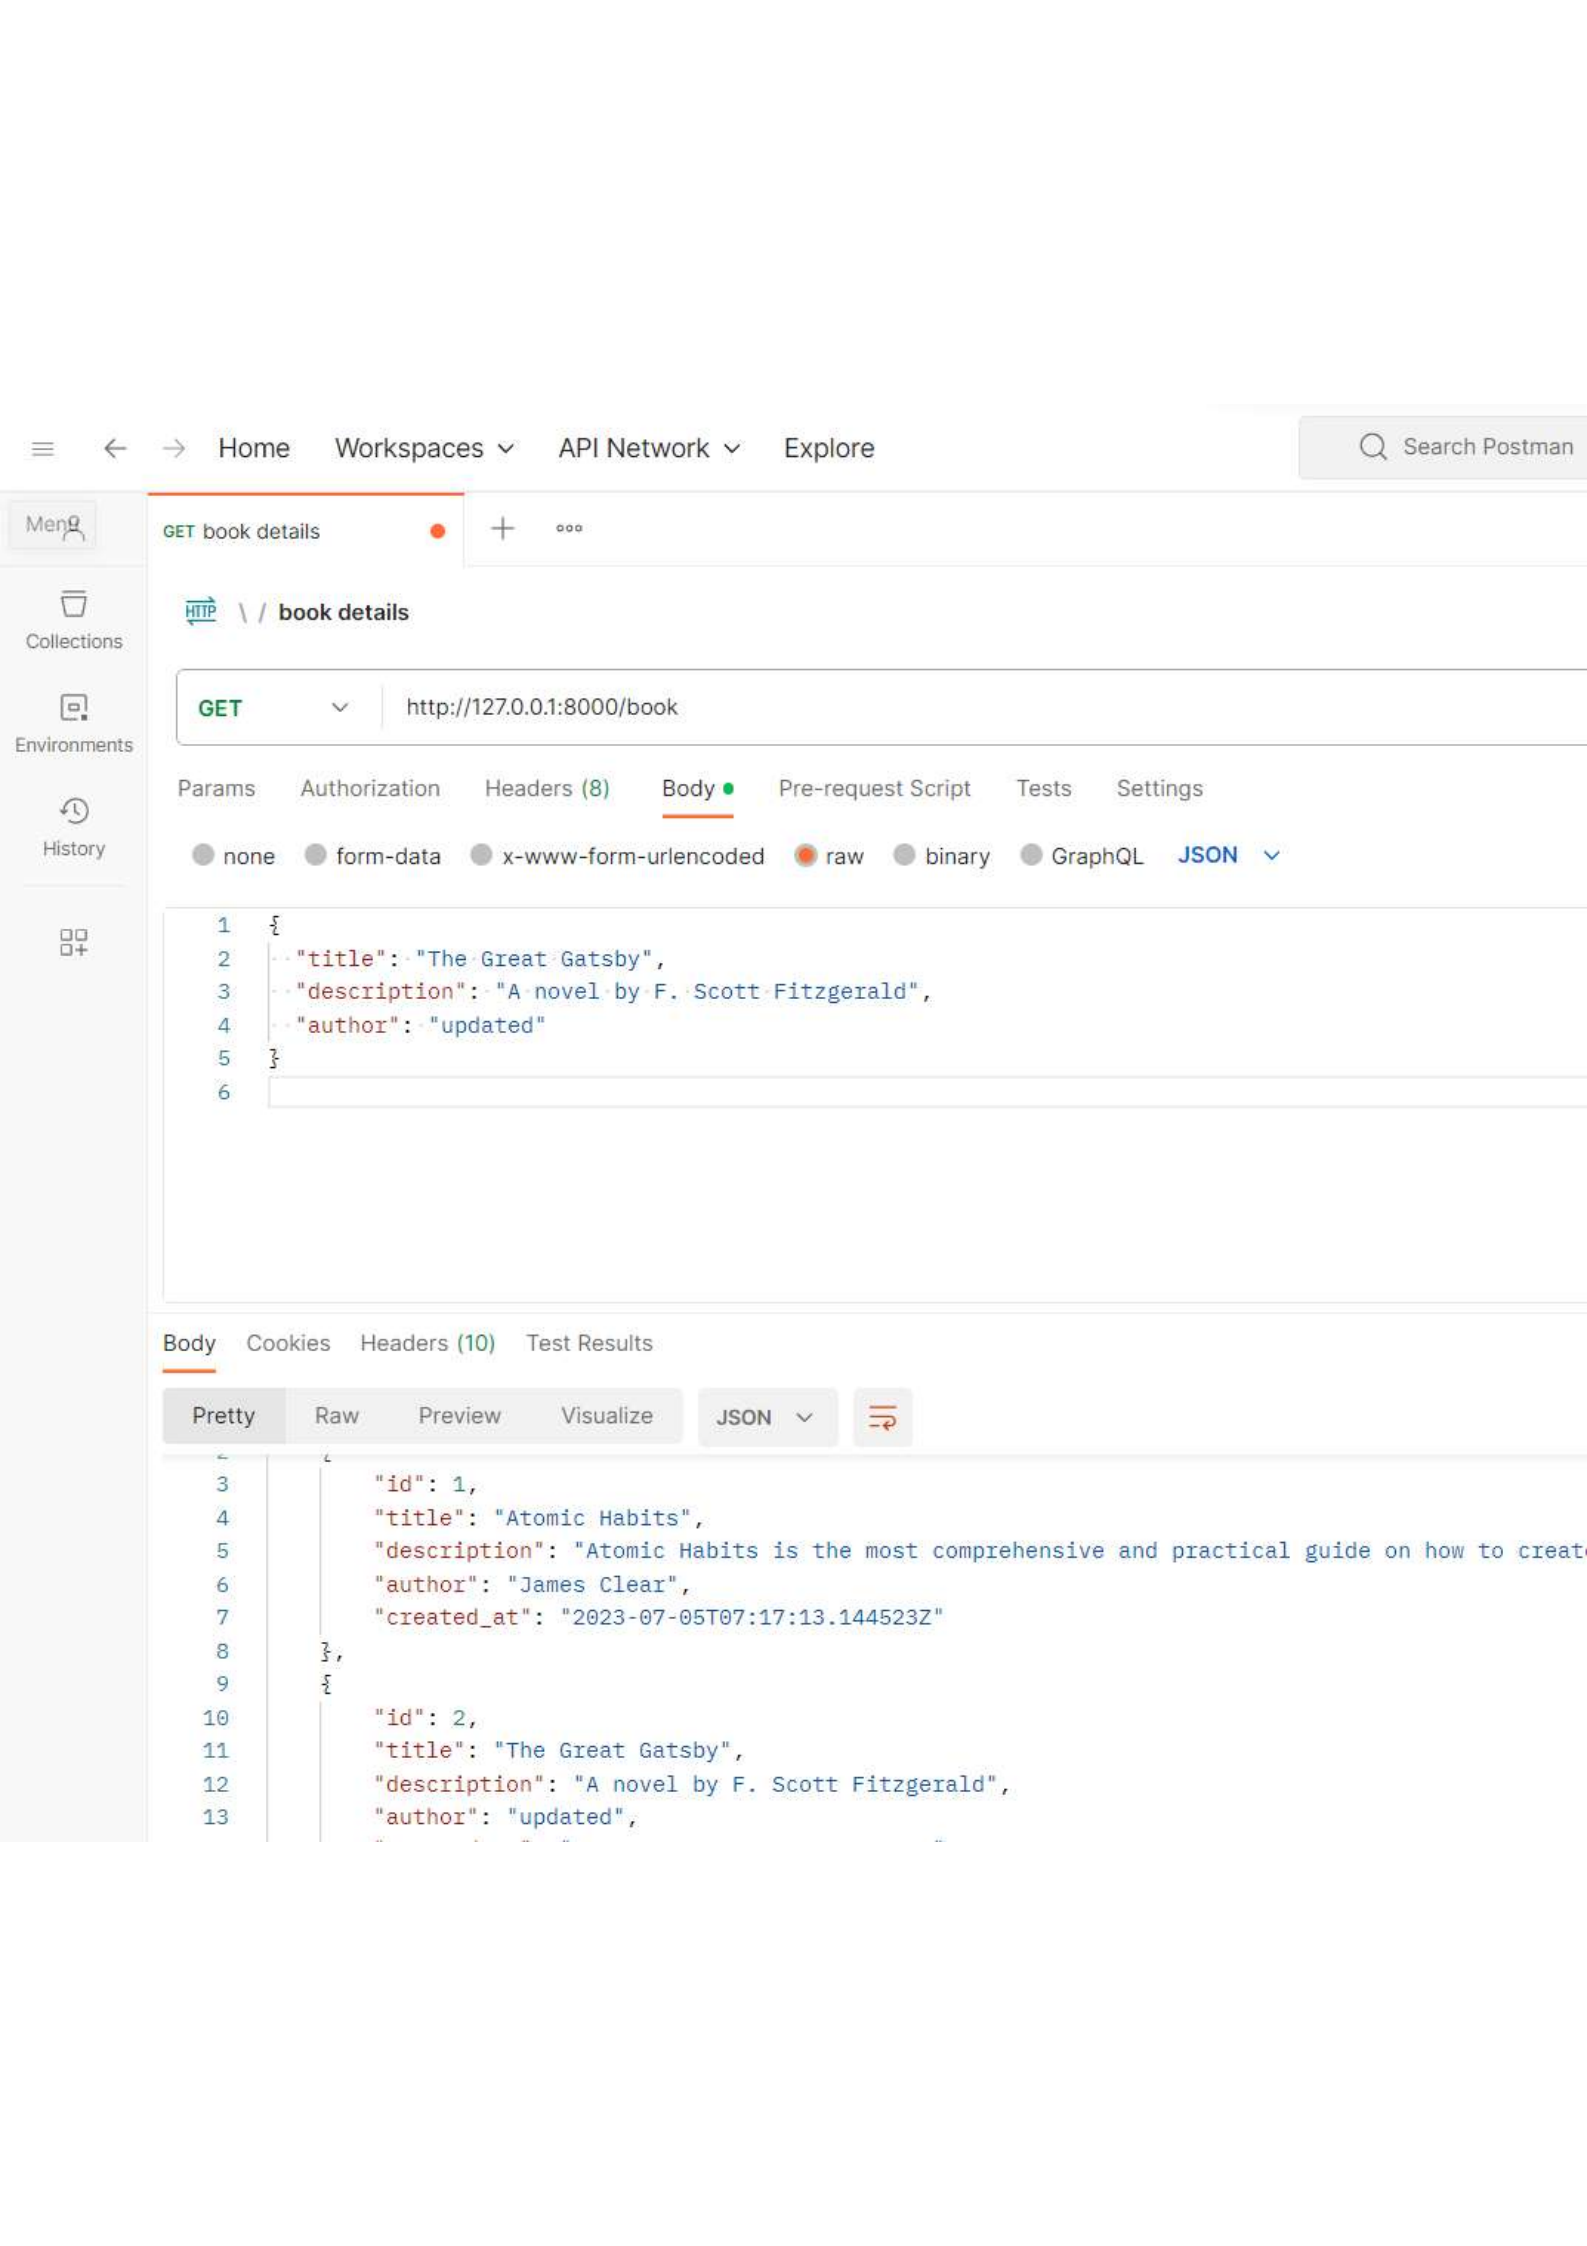 Home Workspaces API Network Explore Search Postman
Menu
GET book details
HTTP \ / book details
Collections
GET http://127.0.0.1:8000/book
Environments
Params Authorization Headers (8) Body Pre-request Script Tests Settings
History
none form-data x-www-form-urlencoded raw binary GraphQL JSON
1 {
2 "title": "The Great Gatsby",
3 "description": "A novel by F. Scott Fitzgerald",
4 "author": "updated"
5 }
6
Body Cookies Headers (10) Test Results
Pretty Raw Preview Visualize JSON
2 {
3 "id": 1,
4 "title": "Atomic Habits",
5 "description": "Atomic Habits is the most comprehensive and practical guide on how to create
6 "author": "James Clear",
7 "created_at": "2023-07-05T07:17:13.144523Z"
8 },
9 {
10 "id": 2,
11 "title": "The Great Gatsby",
12 "description": "A novel by F. Scott Fitzgerald",
13 "author": "updated",